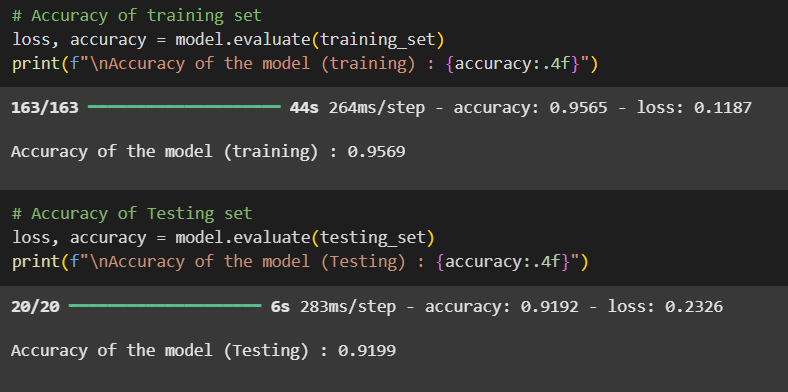 # Accuracy of training set
loss, accuracy = model.evaluate(training_set)
print(f"\nAccuracy of the model (training) : {accuracy:.4f}")
163/163 ━━━━━━━━━━━━━━━━━━━━ 44s 264ms/step - accuracy: 0.9565 - loss: 0.1187
Accuracy of the model (training) : 0.9569
# Accuracy of Testing set
loss, accuracy = model.evaluate(testing_set)
print(f"\nAccuracy of the model (Testing) : {accuracy:.4f}")
20/20 ━━━━━━━━━━━━━━━━━━━━ 6s 283ms/step - accuracy: 0.9192 - loss: 0.2326
Accuracy of the model (Testing) : 0.9199